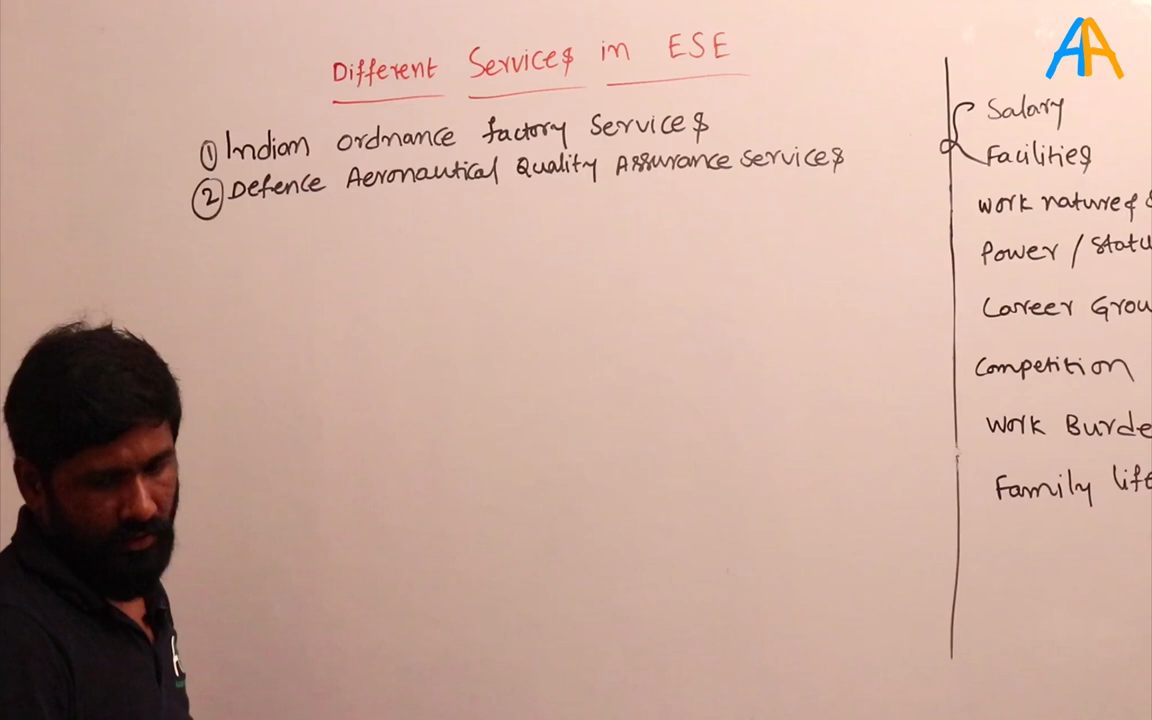 Different Services in ESE
① Indian Ordnance factory Services
② Defence Aeronautical Quality Assurance Services
AA
Salary
Facilities
Work nature &
Power / Statu
Career Grou
Competition
Work Burde
Family life